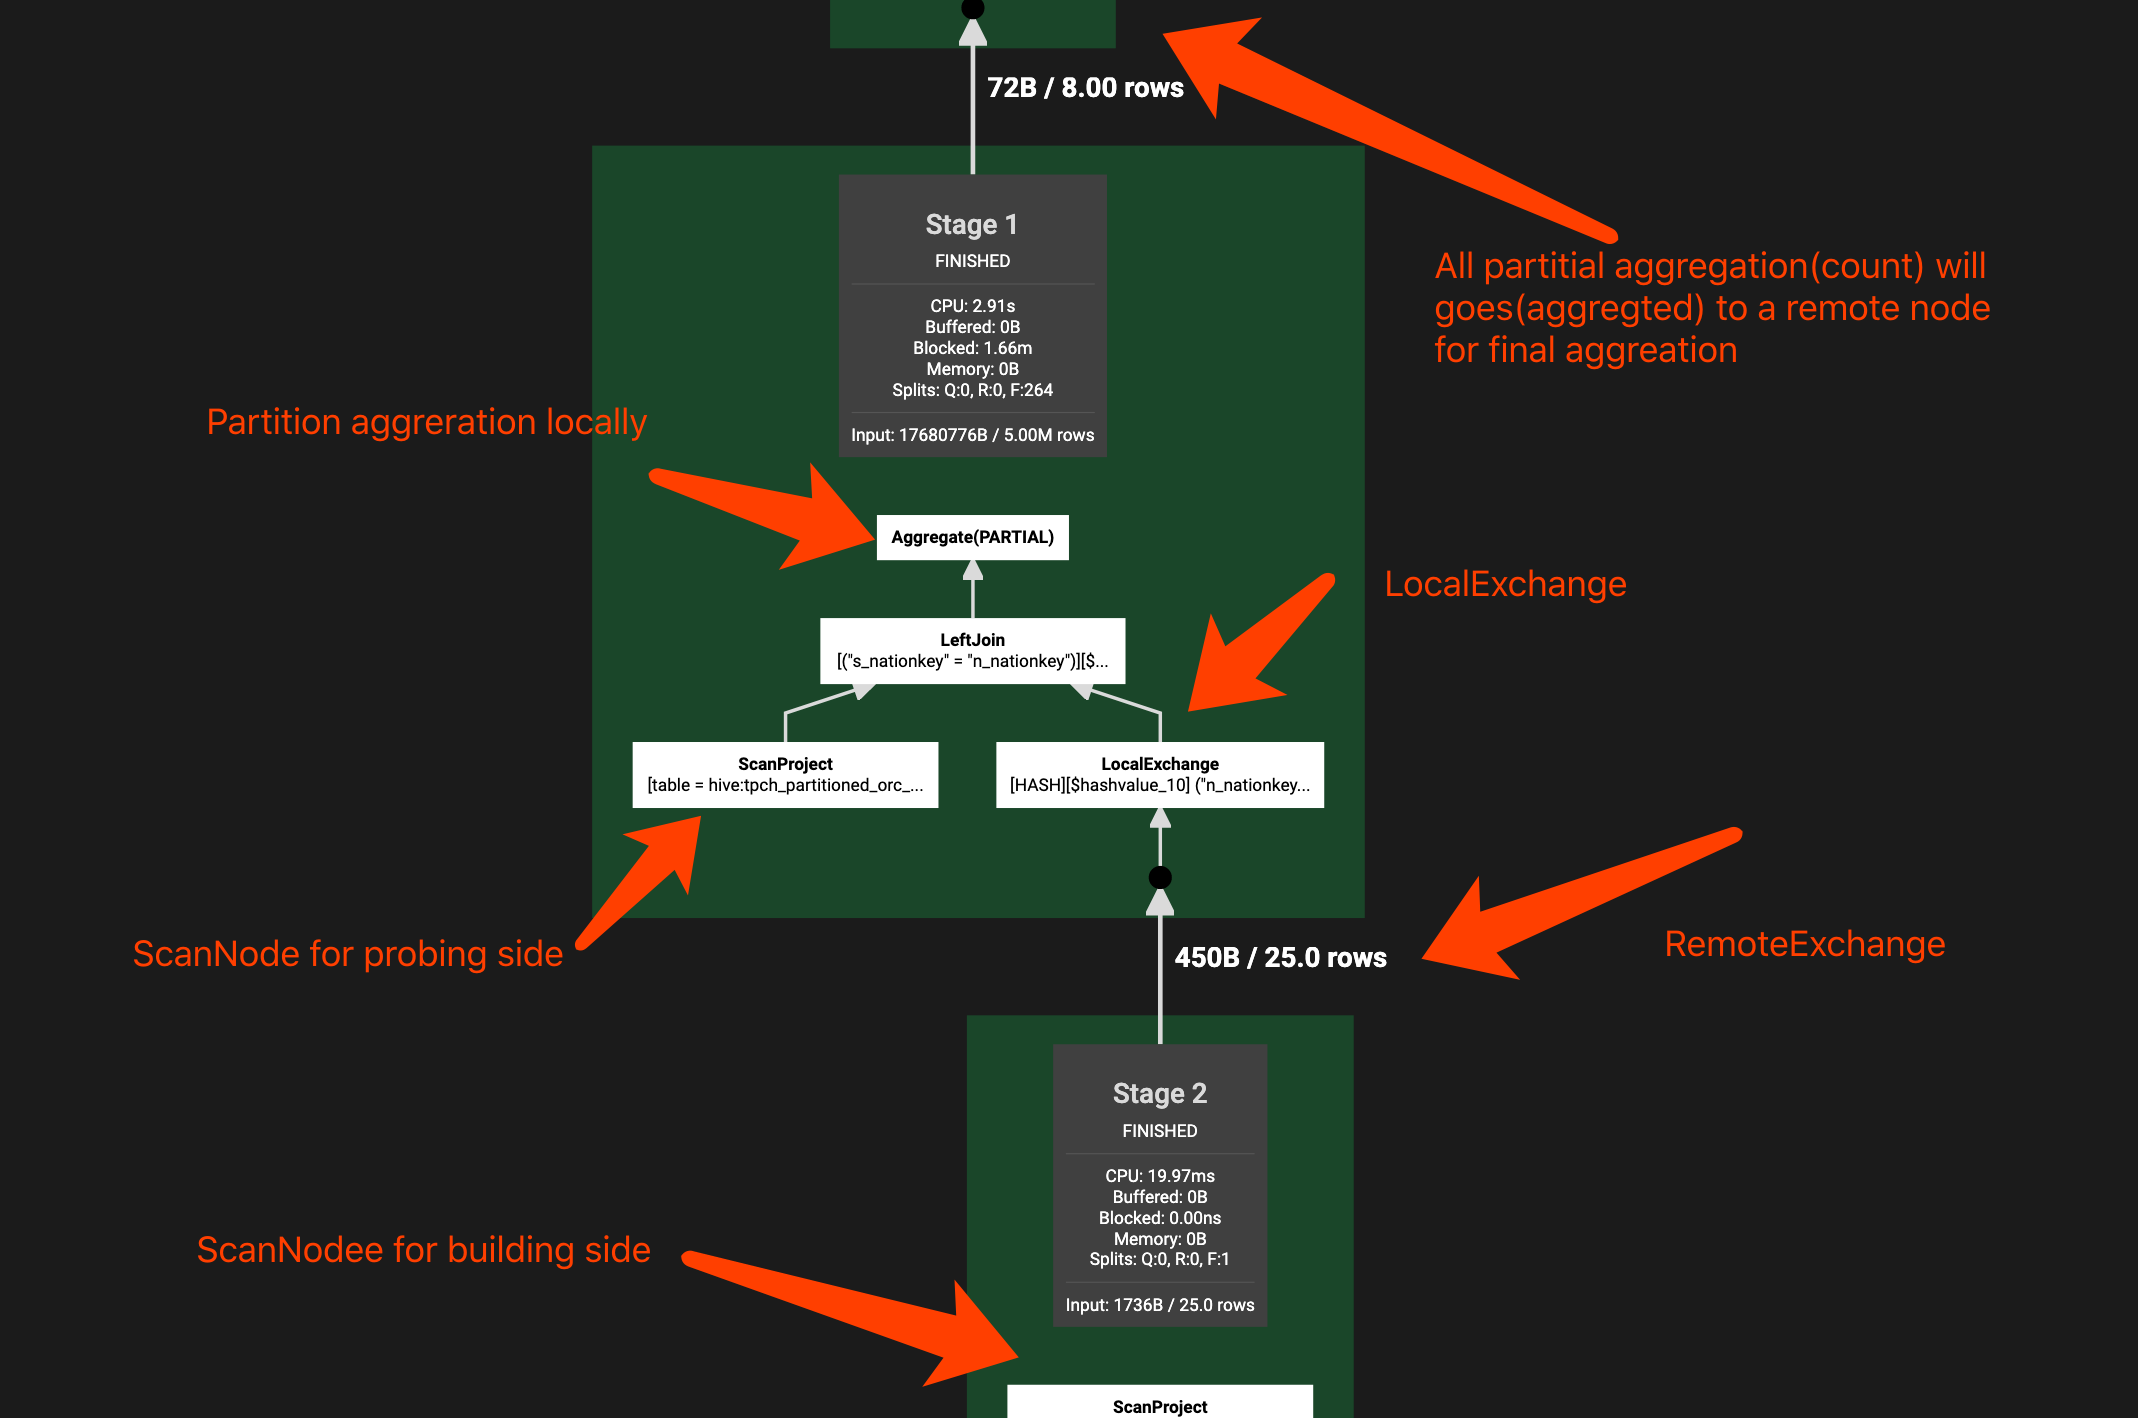 72B / 8.00 rows
Stage 1
FINISHED
CPU: 2.91s
Buffered: 0B
Blocked: 1.66m
Memory: 0B
Splits: Q:0, R:0, F:264
Input: 17680776B / 5.00M rows
All partitial aggregation(count) will
goes(aggregted) to a remote node
for final aggreation
Partition aggreration locally
Aggregate(PARTIAL)
LocalExchange
LeftJoin
[("s_nationkey" = "n_nationkey")][$...
ScanProject
[table = hive:tpch_partitioned_orc_...
LocalExchange
[HASH][$hashvalue_10] ("n_nationkey...
ScanNode for probing side
RemoteExchange
450B / 25.0 rows
Stage 2
FINISHED
CPU: 19.97ms
Buffered: 0B
Blocked: 0.00ns
Memory: 0B
Splits: Q:0, R:0, F:1
Input: 1736B / 25.0 rows
ScanNodee for building side
ScanProject